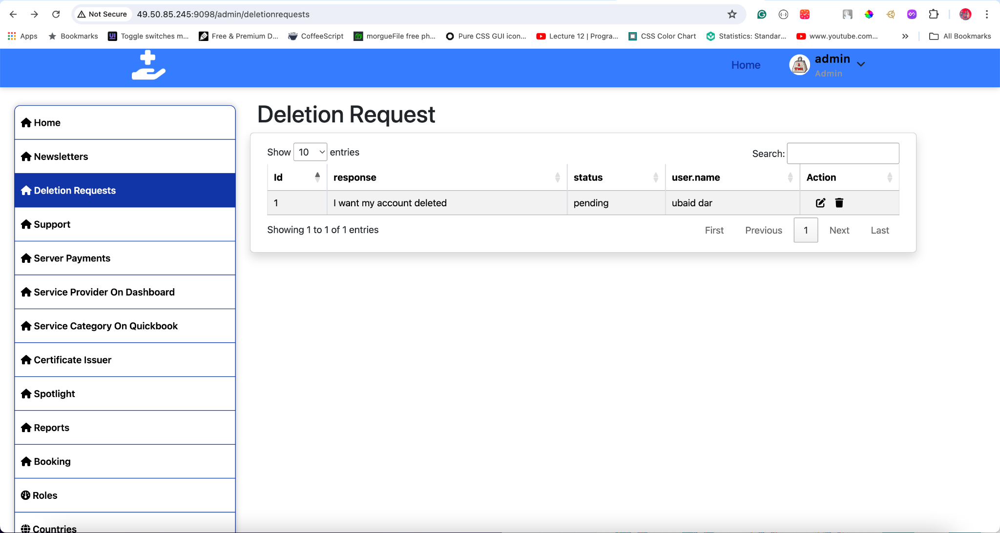 Not Secure 49.50.85.245:9098/admin/deletionrequests
Apps Bookmarks Toggle switches m... Free & Premium D... CoffeeScript morgueFile free ph... Pure CSS GUI icon... Lecture 12 | Progra... CSS Color Chart Statistics: Standar... www.youtube.com... » All Bookmarks
Home admin
Admin
Home
Newsletters
Deletion Requests
Support
Server Payments
Service Provider On Dashboard
Service Category On Quickbook
Certificate Issuer
Spotlight
Reports
Booking
Roles
Countries
Deletion Request
Show 10 entries Search:
Id response status user.name Action
1 I want my account deleted pending ubaid dar
Showing 1 to 1 of 1 entries First Previous 1 Next Last